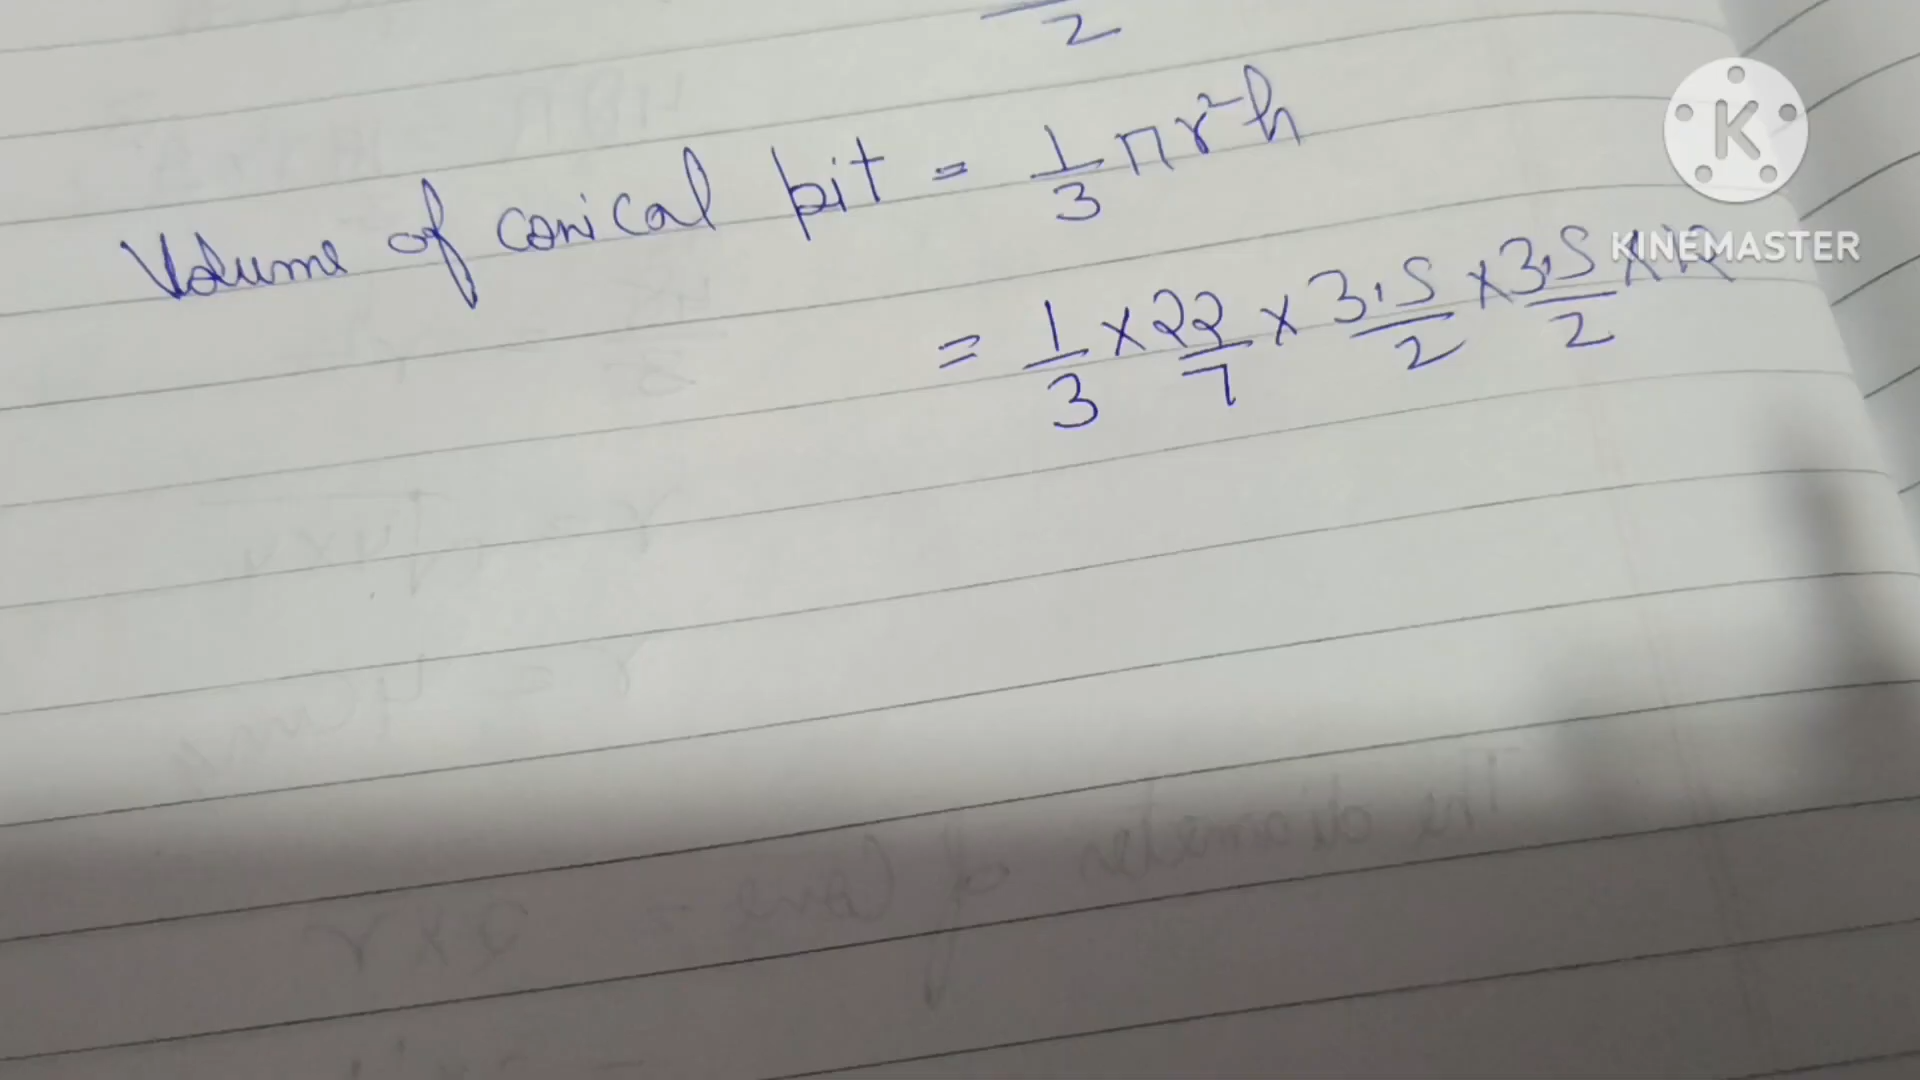 2
Volume of conical pit = 1/3 πr²h
= 1/3 × 22/7 × 3.5/2 × 3.5/2 × 12
K
KINEMASTER